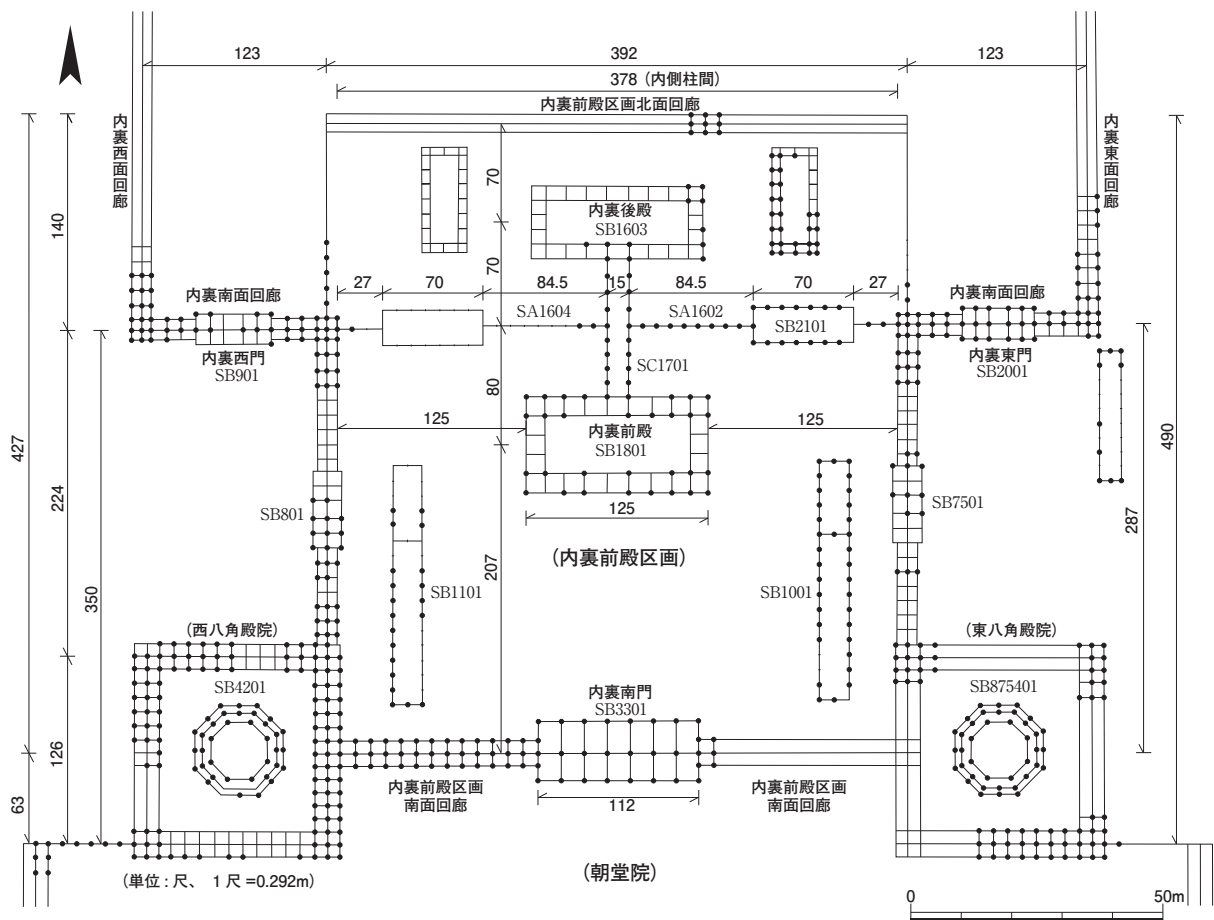 123
392
123
378 (内側柱間)
内裏前殿区画北面回廊
内裏西面回廊
内裏東面回廊
70
内裏後殿
SB1603
140
70
27
70
84.5
15
84.5
70
27
内裏南面回廊
SA1604
SA1602
SB2101
内裏南面回廊
内裏西門
SB901
SC1701
内裏東門
SB2001
80
125
125
内裏前殿
SB1801
427
490
224
SB801
125
SB7501
287
(内裏前殿区画)
207
350
SB1101
SB1001
(西八角殿院)
(東八角殿院)
SB4201
内裏南門
SB3301
SB875401
126
63
内裏前殿区画
南面回廊
112
内裏前殿区画
南面回廊
(朝堂院)
(単位:尺、 1尺=0.292m)
0
50m